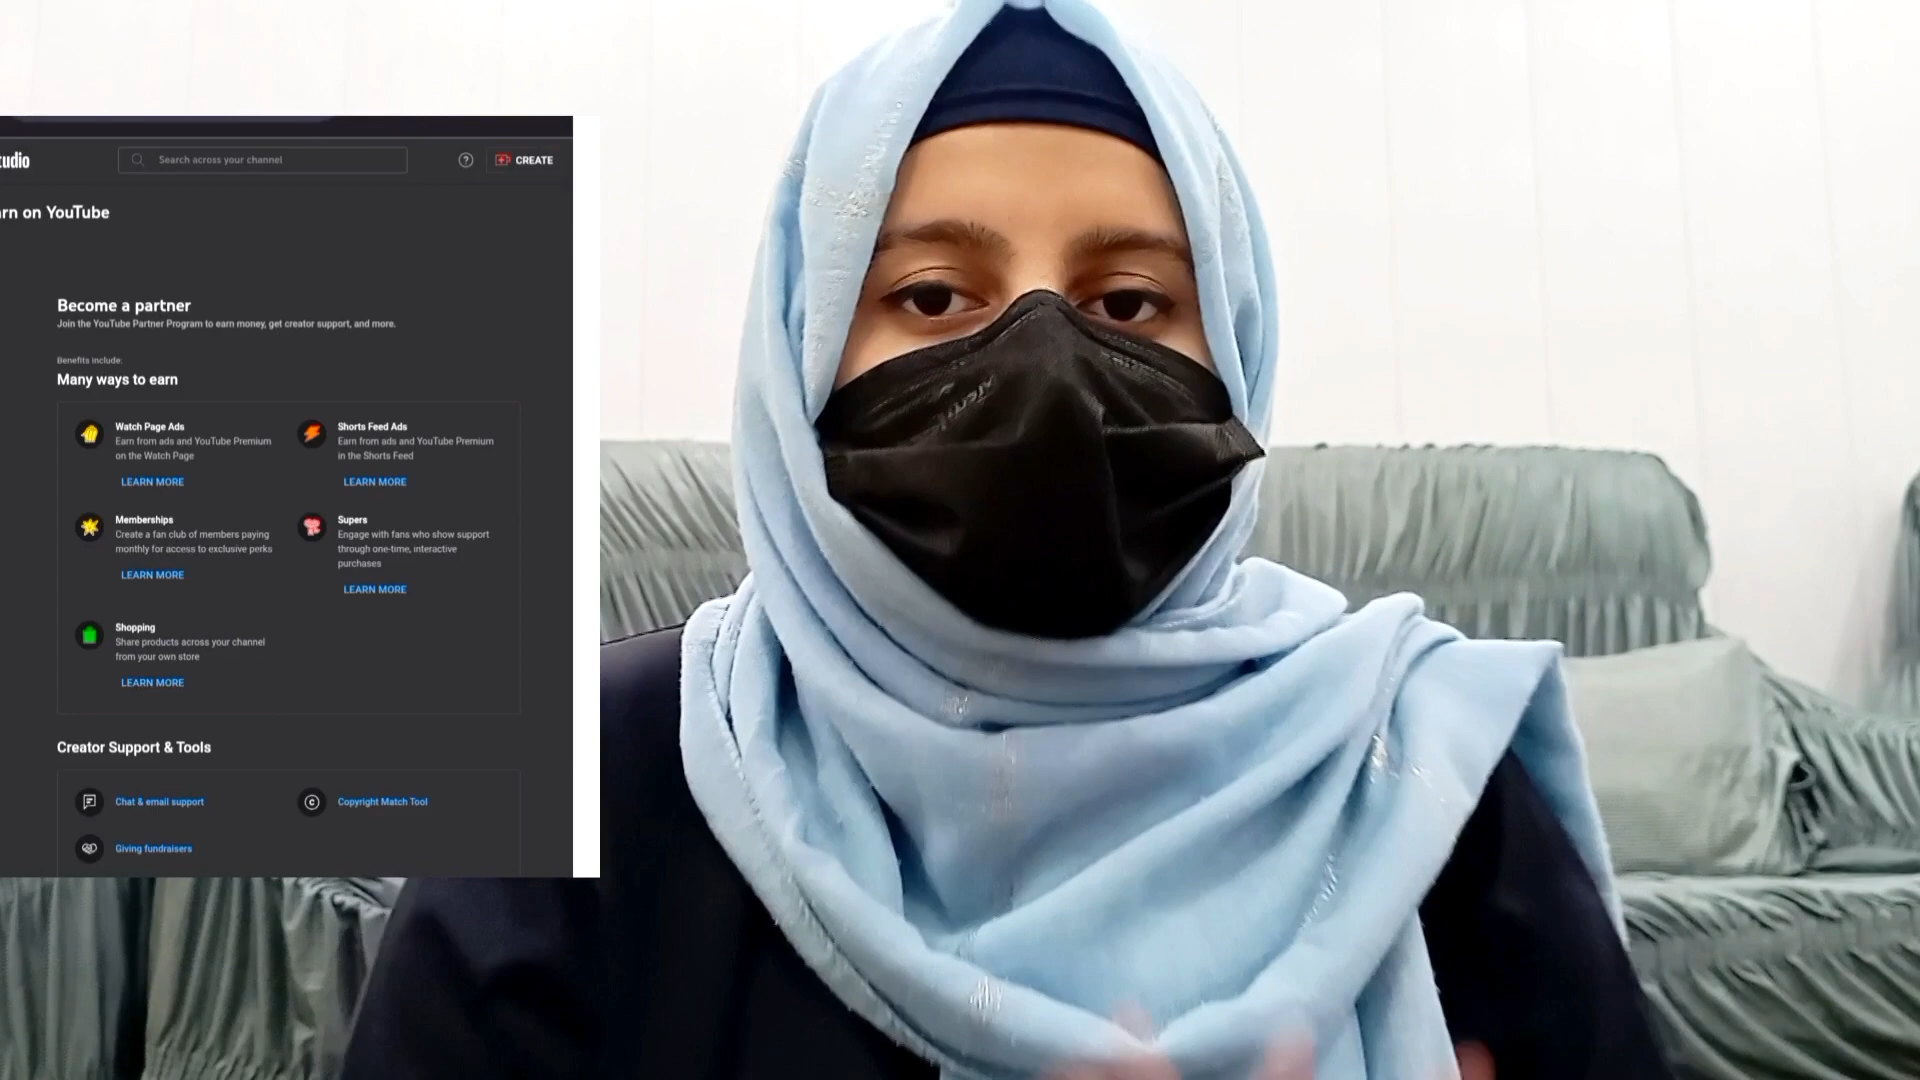 tudio
Search across your channel
CREATE
rn on YouTube
Become a partner
Join the YouTube Partner Program to earn money, get creator support, and more.
Benefits include:
Many ways to earn
Watch Page Ads
Earn from ads and YouTube Premium
on the Watch Page
LEARN MORE
Shorts Feed Ads
Earn from ads and YouTube Premium
in the Shorts Feed
LEARN MORE
Memberships
Create a fan club of members paying
monthly for access to exclusive perks
LEARN MORE
Supers
Engage with fans who show support
through one-time, interactive
purchases
LEARN MORE
Shopping
Share products across your channel
from your own store
LEARN MORE
Creator Support & Tools
Chat & email support
Copyright Match Tool
Giving fundraisers